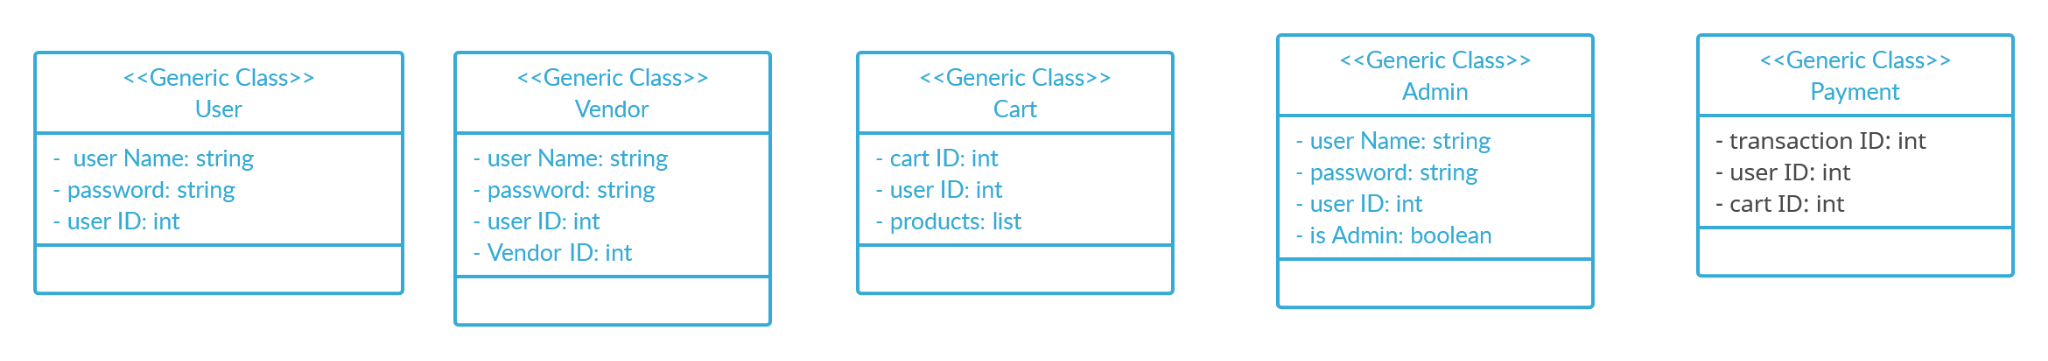 <<Generic Class>>
User
-  user Name: string
- password: string
- user ID: int
<<Generic Class>>
Vendor
- user Name: string
- password: string
- user ID: int
- Vendor ID: int
<<Generic Class>>
Cart
- cart ID: int
- user ID: int
- products: list
<<Generic Class>>
Admin
- user Name: string
- password: string
- user ID: int
- is Admin: boolean
<<Generic Class>>
Payment
- transaction ID: int
- user ID: int
- cart ID: int